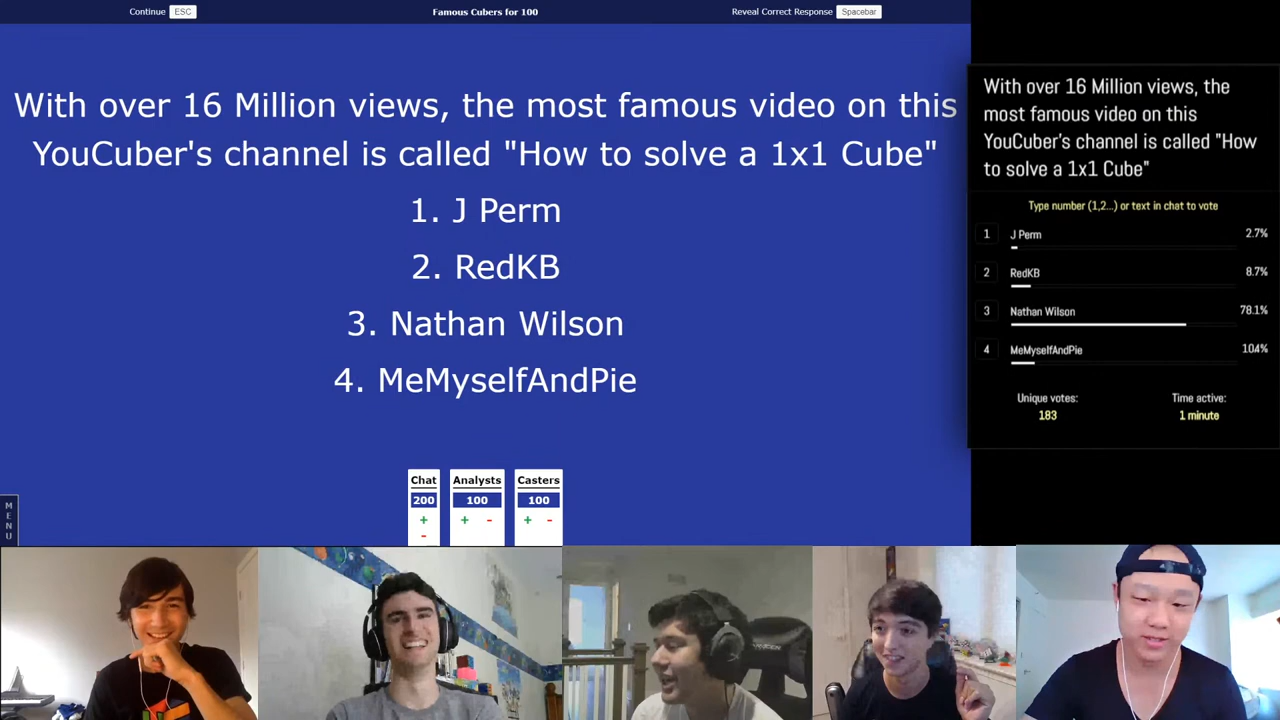 Continue ESC
Famous Cubers for 100
Reveal Correct Response Spacebar
With over 16 Million views, the most famous video on this
YouCuber's channel is called "How to solve a 1x1 Cube"
1. J Perm
2. RedKB
3. Nathan Wilson
4. MeMyselfAndPie
With over 16 Million views, the
most famous video on this
YouCuber's channel is called "How
to solve a 1x1 Cube"
Type number (1,2...) or text in chat to vote
1 J Perm 2.7%
2 RedKB 8.7%
3 Nathan Wilson 78.1%
4 MeMyselfAndPie 10.4%
Unique votes: Time active:
183 1 minute
MENU
Chat Analysts Casters
200 100 100
+ + - + -
-